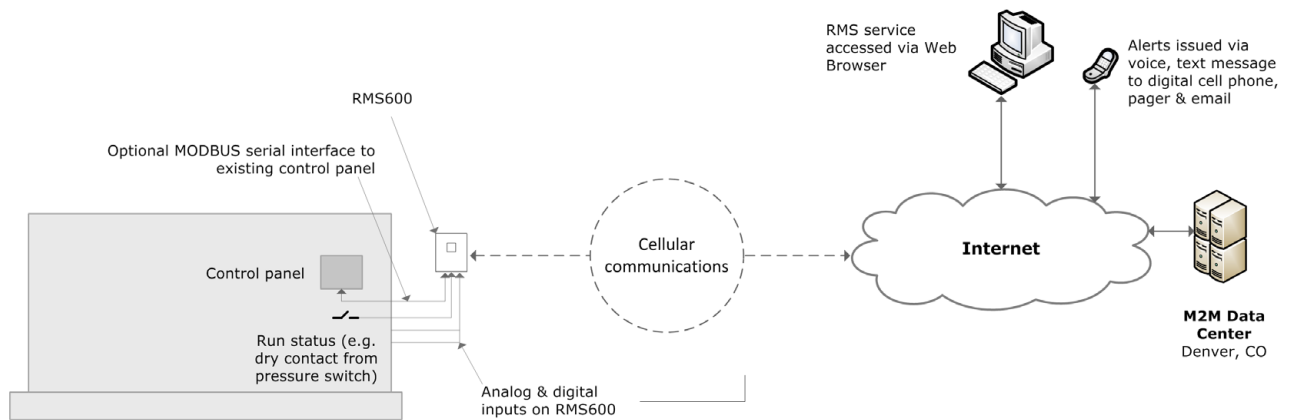 RMS service
accessed via Web
Browser
Alerts issued via
voice, text message
to digital cell phone,
pager & email
RMS600
Optional MODBUS serial interface to
existing control panel
Cellular
communications
Internet
Control panel
Run status (e.g.
dry contact from
pressure switch)
M2M Data
Center
Denver, CO
Analog & digital
inputs on RMS600